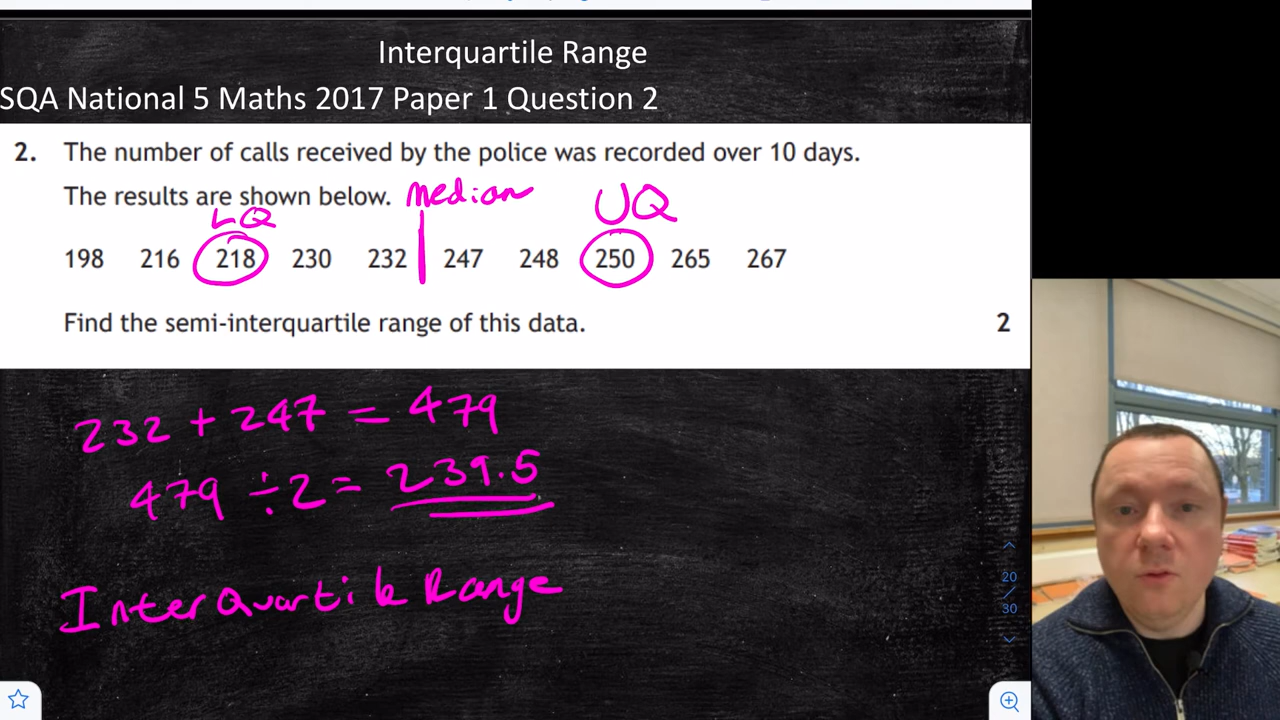 Interquartile Range
SQA National 5 Maths 2017 Paper 1 Question 2
2. The number of calls received by the police was recorded over 10 days.
The results are shown below. median UQ
LQ
198 216 218 230 232 247 248 250 265 267
Find the semi-interquartile range of this data. 2
232 + 247 = 479
479 ÷ 2 = 239.5
InterQuartile Range
20
/
30